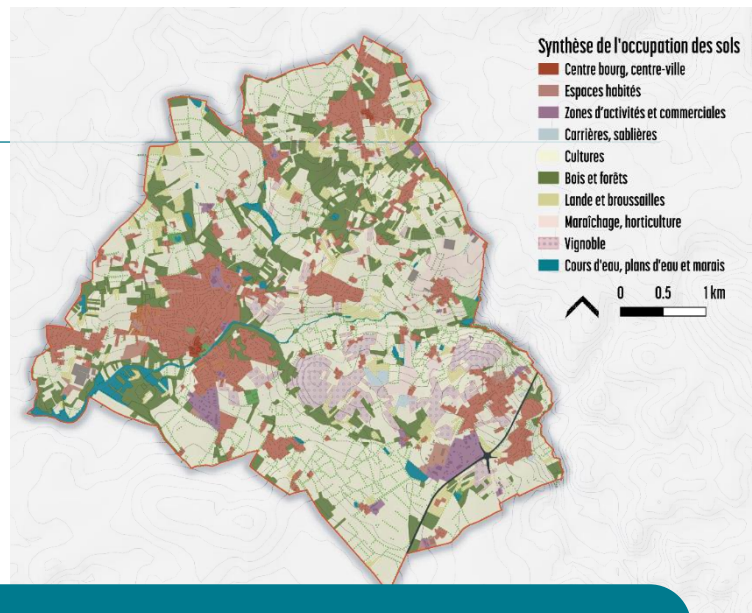 Synthèse de l'occupation des sols
Centre bourg, centre-ville
Espaces habités
Zones d'activités et commerciales
Carrières, sablières
Cultures
Bois et forêts
Lande et broussailles
Maraîchage, horticulture
Vignoble
Cours d'eau, plans d'eau et marais
0 0.5 1 km